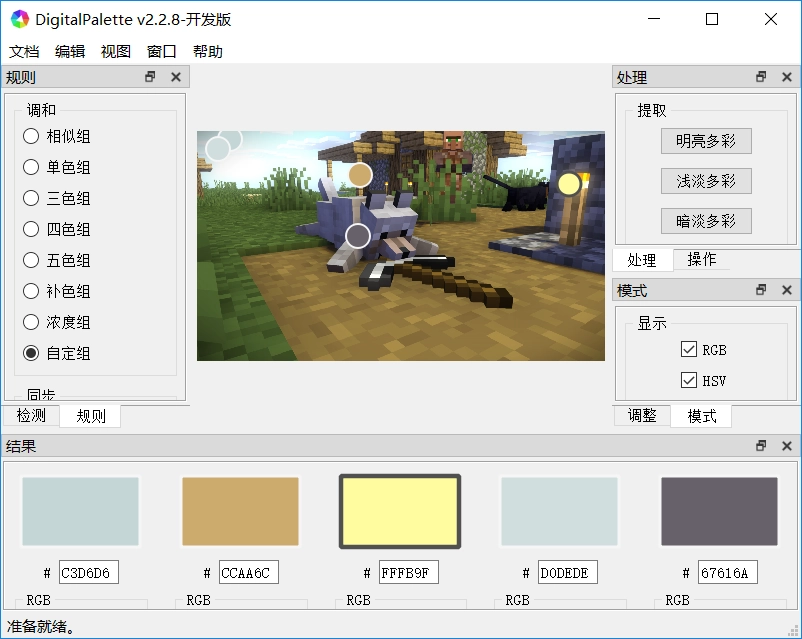 DigitalPalette v2.2.8-开发版
文档 编辑 视图 窗口 帮助
规则
调和
相似组
单色组
三色组
四色组
五色组
补色组
浓度组
自定组
同步
检测 规则
处理
提取
明亮多彩
浅淡多彩
暗淡多彩
处理 操作
模式
显示
RGB
HSV
调整 模式
结果
# C3D6D6 # CCAA6C # FFFB9F # D0DEDE # 67616A
RGB RGB RGB RGB RGB
准备就绪。